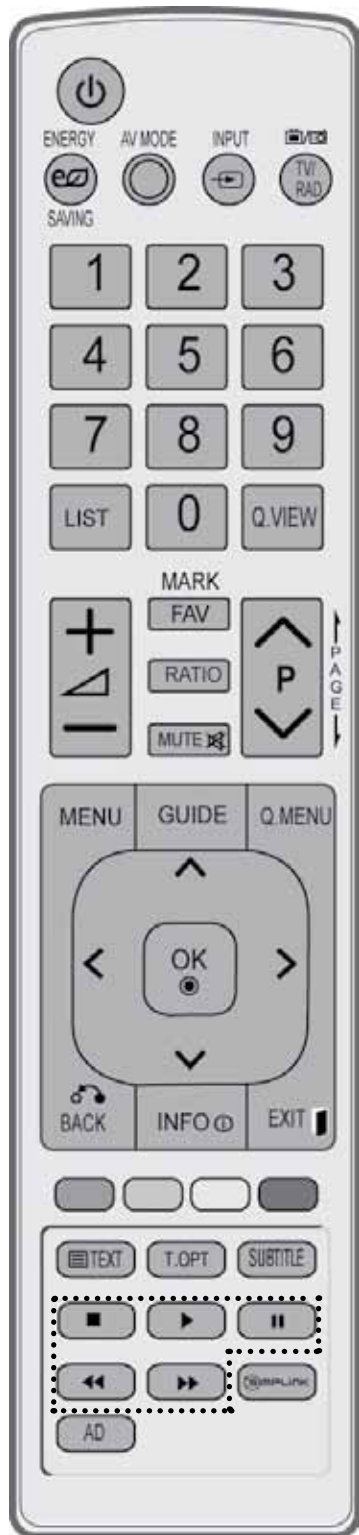 ENERGY AV MODE INPUT
TV/
RAD
SAVING
1 2 3
4 5 6
7 8 9
LIST 0 Q.VIEW
MARK
FAV
RATIO
P
PAGE
MUTE
MENU GUIDE Q.MENU
OK
BACK INFO EXIT
TEXT T.OPT SUBTITLE
SIMPLINK
AD